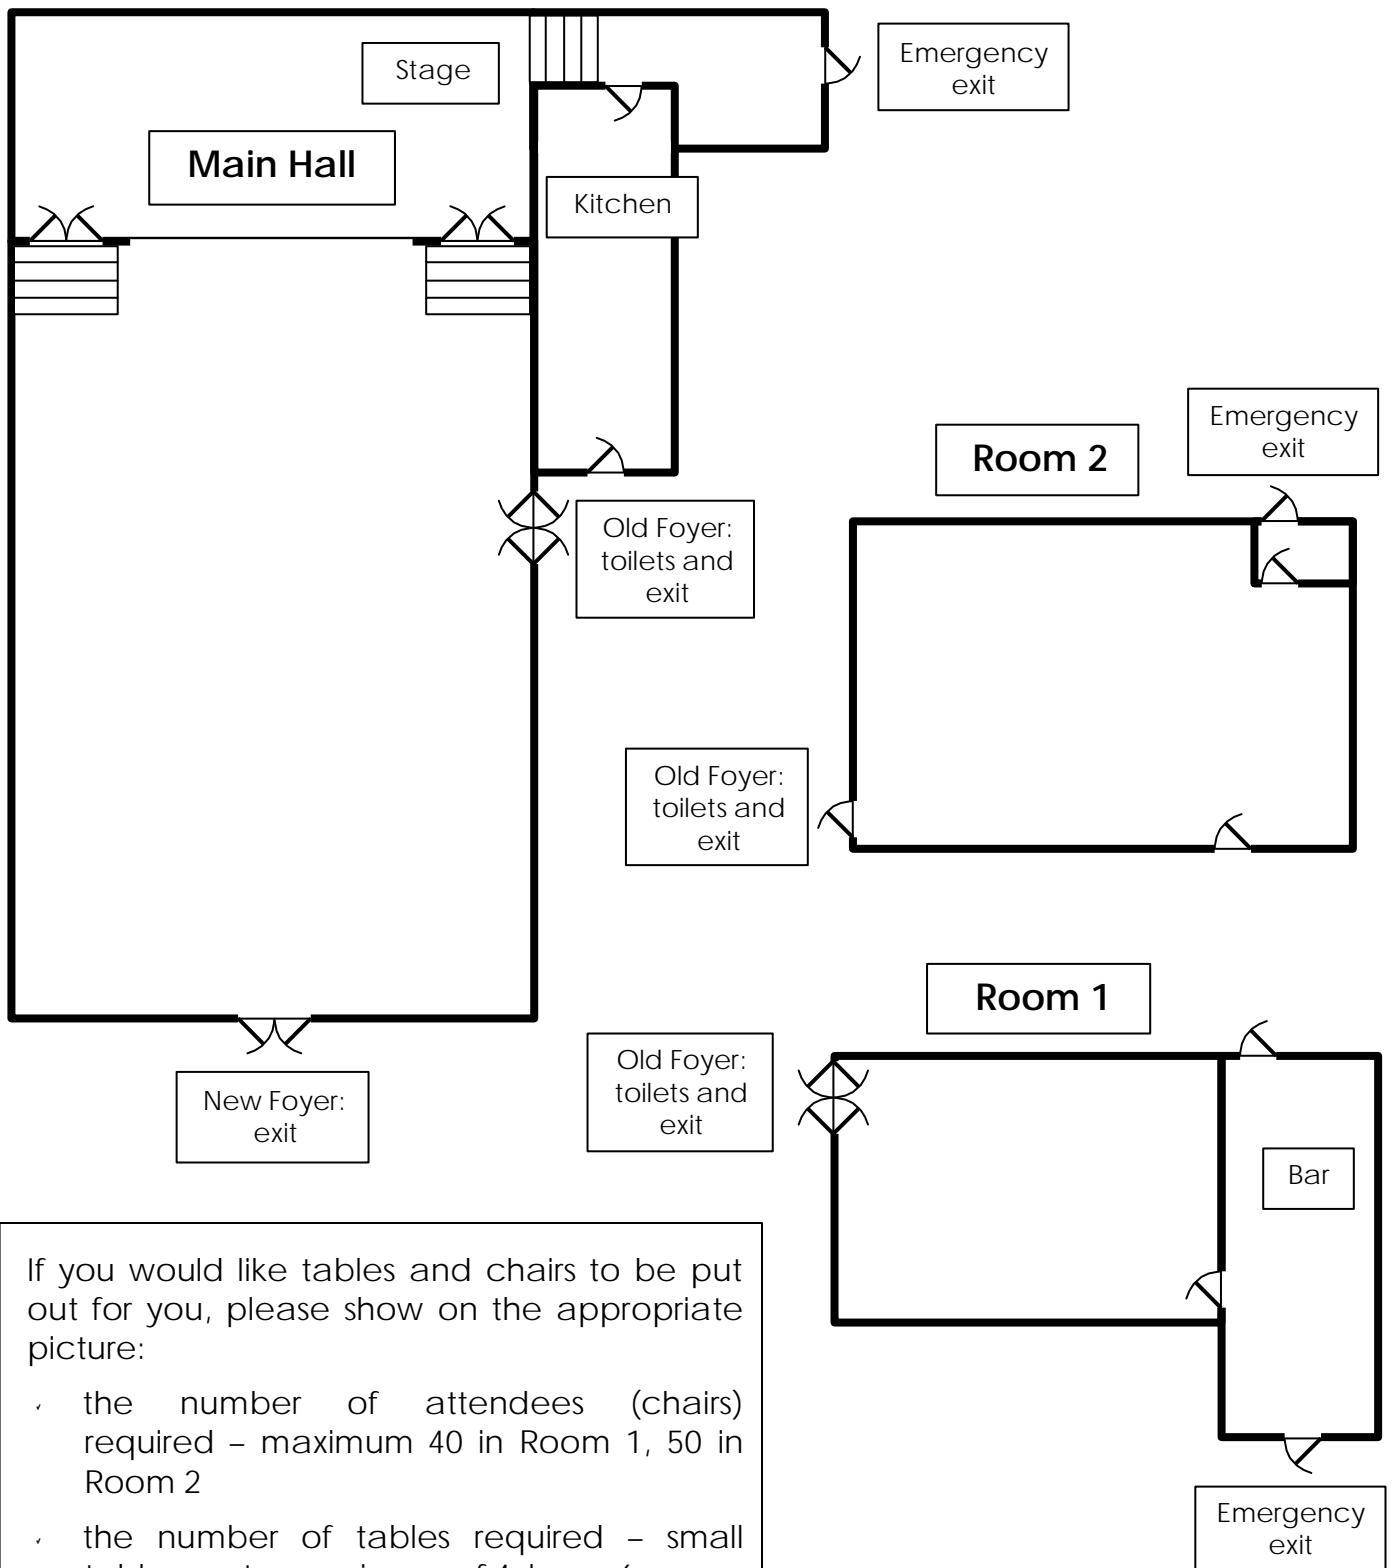 Stage
Emergency
exit
Main Hall
Kitchen
Emergency
exit
Room 2
Old Foyer:
toilets and
exit
Old Foyer:
toilets and
exit
Room 1
Old Foyer:
toilets and
exit
New Foyer:
exit
Bar
If you would like tables and chairs to be put
out for you, please show on the appropriate
picture:
the number of attendees (chairs)
required – maximum 40 in Room 1, 50 in
Room 2
the number of tables required – small
Emergency
exit